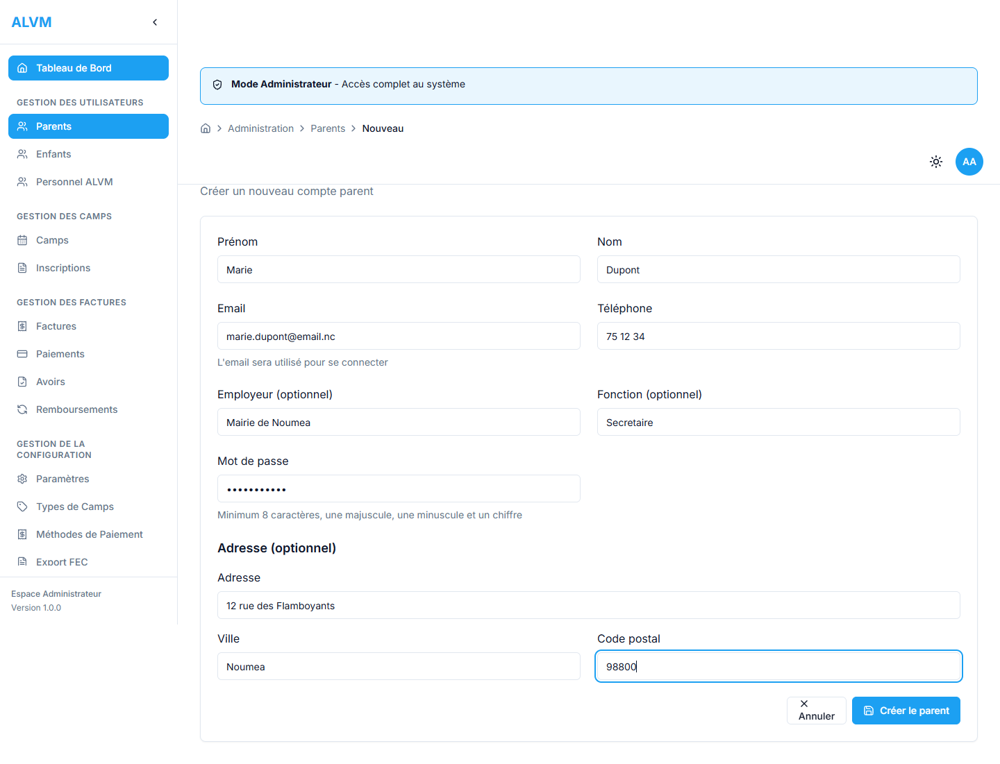 ALVM
Tableau de Bord
GESTION DES UTILISATEURS
Parents
Enfants
Personnel ALVM
GESTION DES CAMPS
Camps
Inscriptions
GESTION DES FACTURES
Factures
Paiements
Avoirs
Remboursements
GESTION DE LA
CONFIGURATION
Paramètres
Types de Camps
Méthodes de Paiement
Export FEC
Espace Administrateur
Version 1.0.0
Mode Administrateur - Accès complet au système
Administration > Parents > Nouveau
AA
Créer un nouveau compte parent
Prénom
Marie
Nom
Dupont
Email
marie.dupont@email.nc
L'email sera utilisé pour se connecter
Téléphone
75 12 34
Employeur (optionnel)
Mairie de Noumea
Fonction (optionnel)
Secretaire
Mot de passe
•••••••••••
Minimum 8 caractères, une majuscule, une minuscule et un chiffre
Adresse (optionnel)
Adresse
12 rue des Flamboyants
Ville
Noumea
Code postal
98800
Annuler
Créer le parent